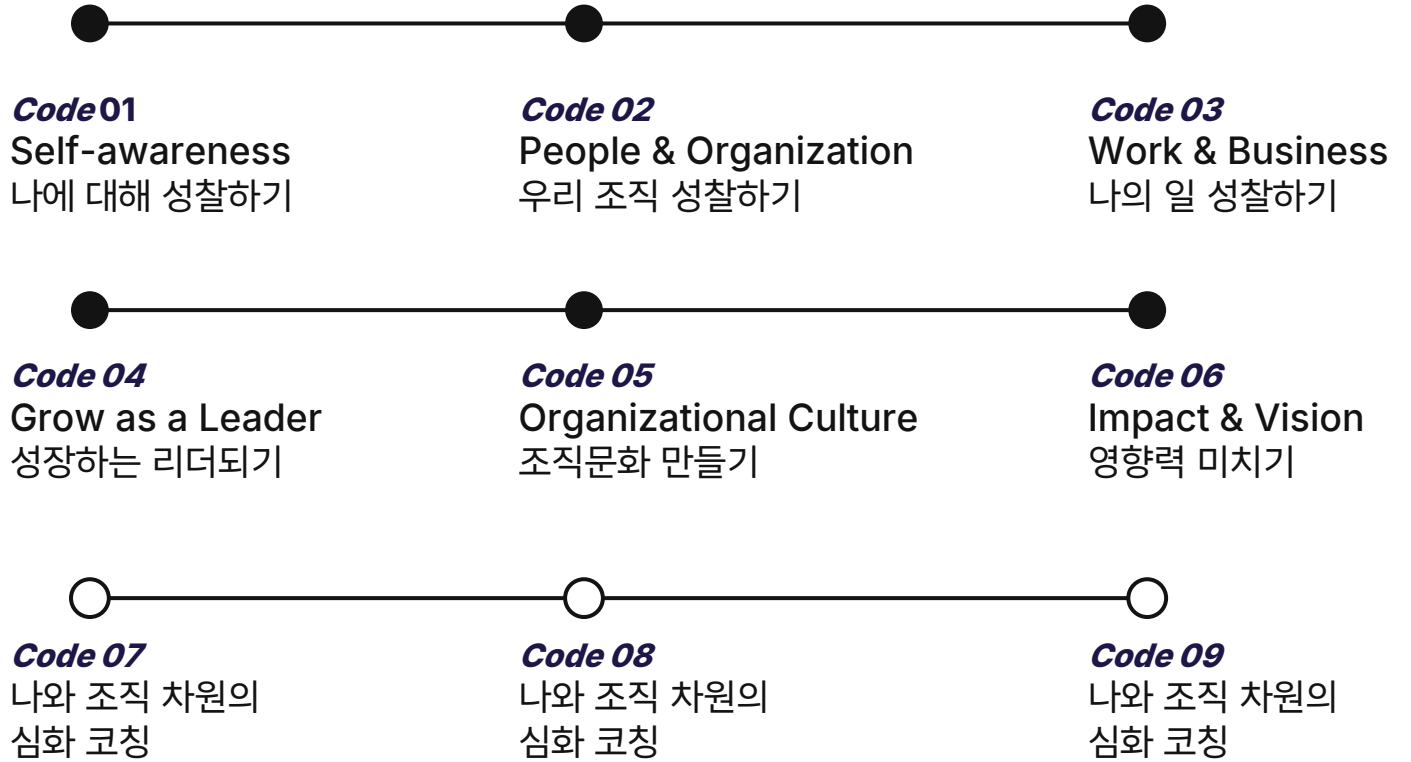 Code 01
Self-awareness
나에 대해 성찰하기
Code 02
People & Organization
우리 조직 성찰하기
Code 03
Work & Business
나의 일 성찰하기
Code 04
Grow as a Leader
성장하는 리더되기
Code 05
Organizational Culture
조직문화 만들기
Code 06
Impact & Vision
영향력 미치기
Code 07
나와 조직 차원의
심화 코칭
Code 08
나와 조직 차원의
심화 코칭
Code 09
나와 조직 차원의
심화 코칭